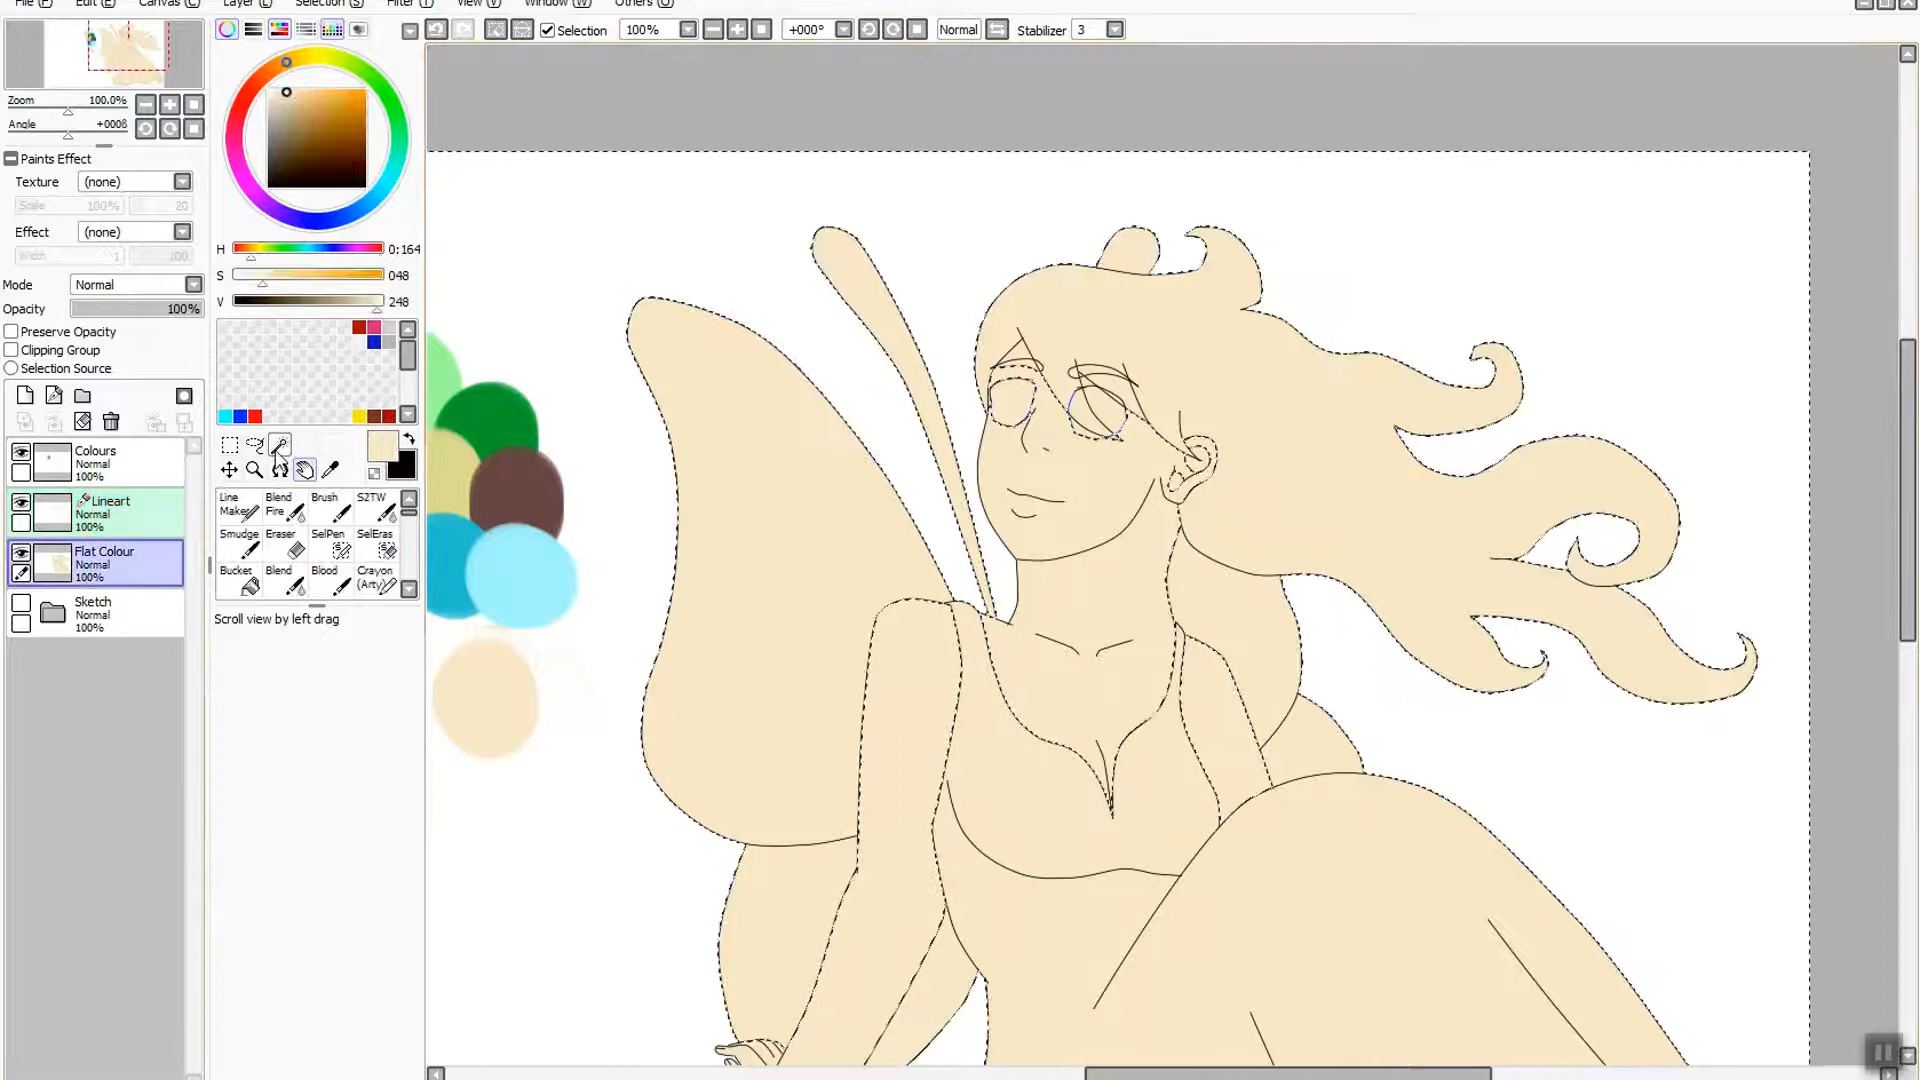 File (F) Edit (E) Canvas (C) Layer (L) Selection (S) Filter (T) View (V) Window (W) Others (O)
Selection 100% +000° Normal Stabilizer 3
Zoom 100.0%
Angle +000ß
Paints Effect
Texture (none)
Scale 100% 20
Effect (none)
Width 1 100
Mode Normal
Opacity 100%
Preserve Opacity
Clipping Group
Selection Source
Colours
Normal
100%
Lineart
Normal
100%
Flat Colour
Normal
100%
Sketch
Normal
100%
H 0:164
S 048
V 248
Line Maker Blend Fire Brush S2TW
Smudge Eraser SelPen SelEras
Bucket Blend Blood Crayon (Arty)
Scroll view by left drag